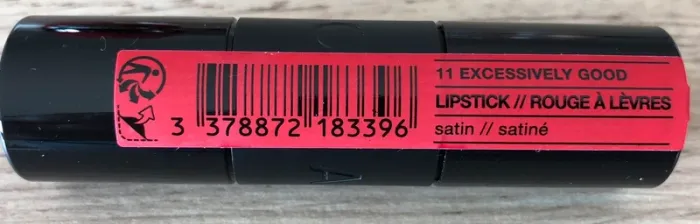 11 EXCESSIVELY GOOD
LIPSTICK // ROUGE À LÈVRES
satin // satiné
3 378872 183396
A